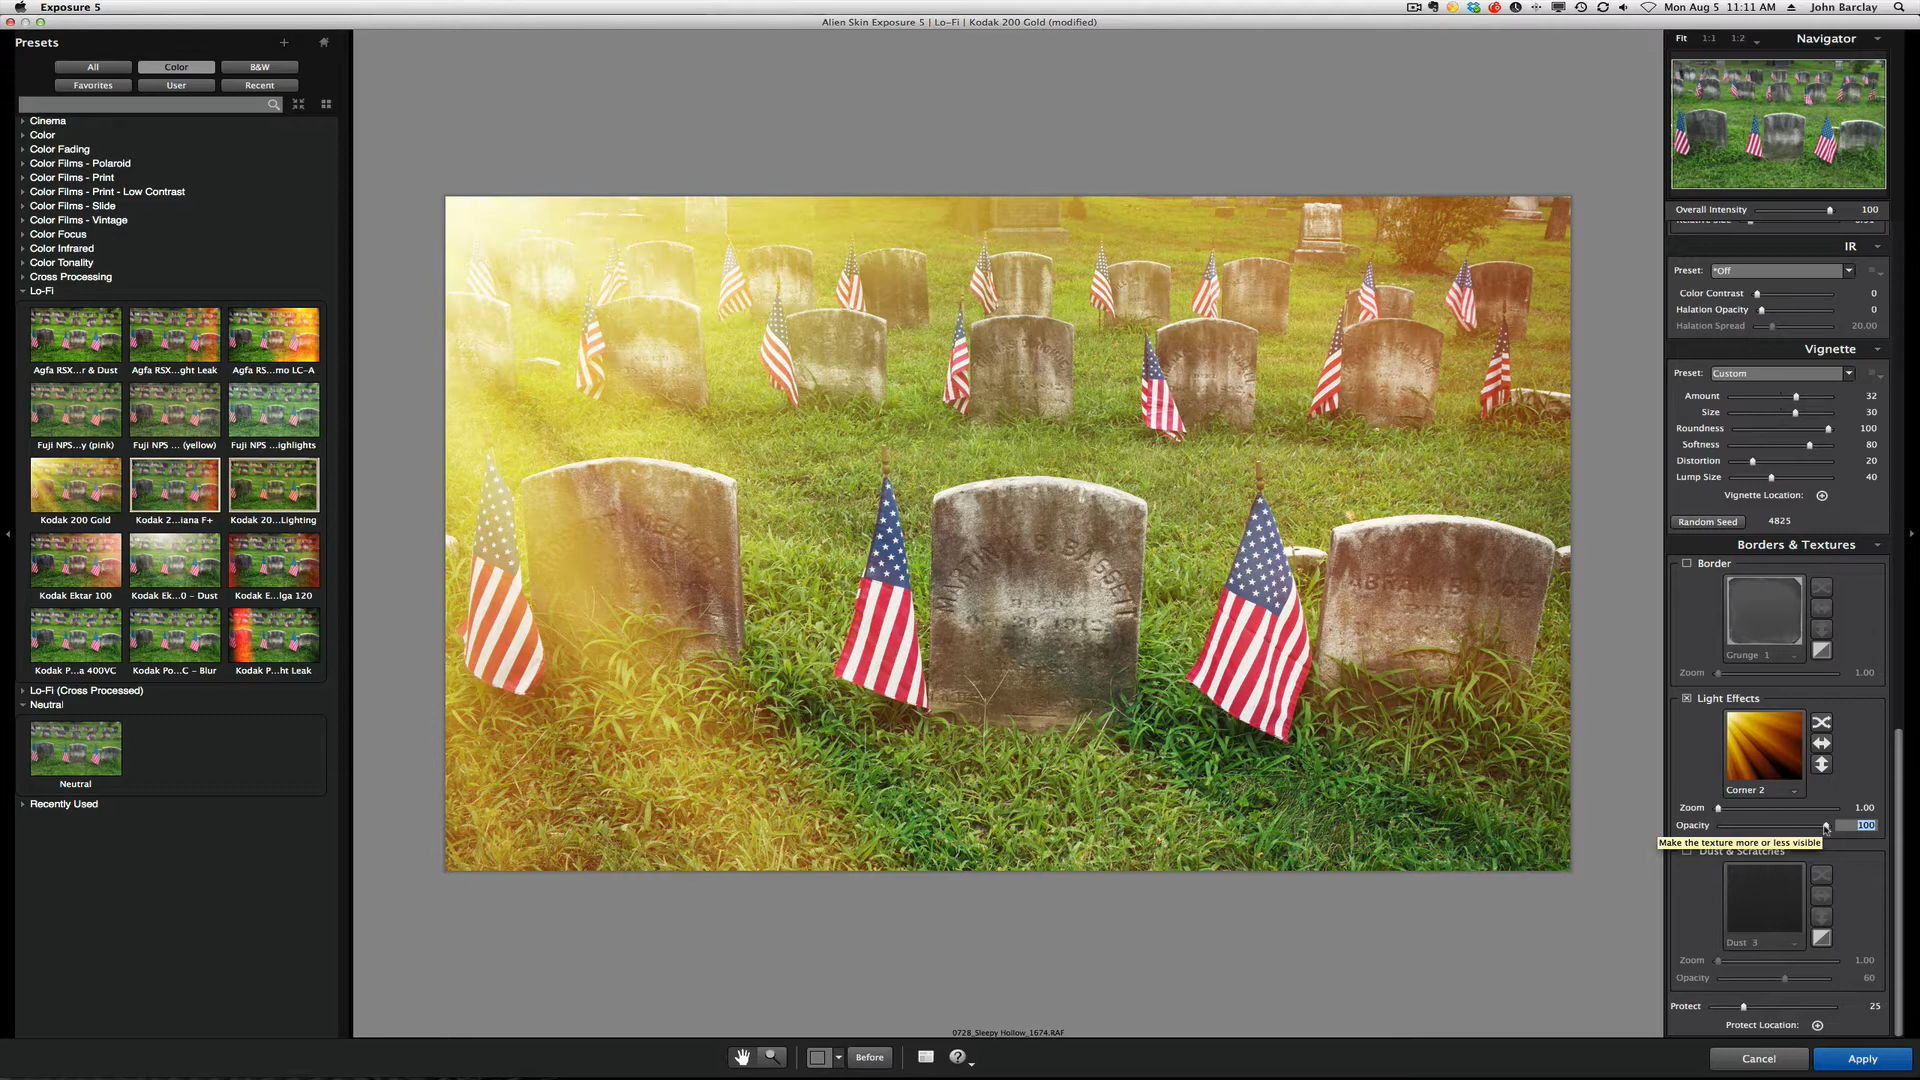 Exposure 5
Mon Aug 5 11:11 AM John Barclay
Alien Skin Exposure 5 | Lo-Fi | Kodak 200 Gold (modified)
Presets
All Color B&W
Favorites User Recent
Cinema
Color
Color Fading
Color Films - Polaroid
Color Films - Print
Color Films - Print - Low Contrast
Color Films - Slide
Color Films - Vintage
Color Focus
Color Infrared
Color Tonality
Cross Processing
Lo-Fi
Agfa RSX...r & Dust Agfa RS...ght Leak Agfa RS...mo LC-A
Fuji NPS...y (pink) Fuji NPS ... (yellow) Fuji NPS ...ighlights
Kodak 200 Gold Kodak 2...iana F+ Kodak 20...Lighting
Kodak Ektar 100 Kodak Ek...0 - Dust Kodak E...lga 120
Kodak P...a 400VC Kodak Po...C - Blur Kodak P...ht Leak
Lo-Fi (Cross Processed)
Neutral
Neutral
Recently Used
MARTIN BASSETT
0728_Sleepy Hollow_1674.RAF
Before
Fit 1:1 1:2 Navigator
Overall Intensity 100
IR
Preset: *Off
Color Contrast 0
Halation Opacity 0
Halation Spread 20.00
Vignette
Preset: Custom
Amount 32
Size 30
Roundness 100
Softness 80
Distortion 20
Lump Size 40
Vignette Location:
Random Seed 4825
Borders & Textures
Border
Grunge 1
Zoom 1.00
Light Effects
Corner 2
Zoom 1.00
Opacity 100
Make the texture more or less visible
Dust & Scratches
Dust 3
Zoom 1.00
Opacity 60
Protect 25
Protect Location:
Cancel Apply